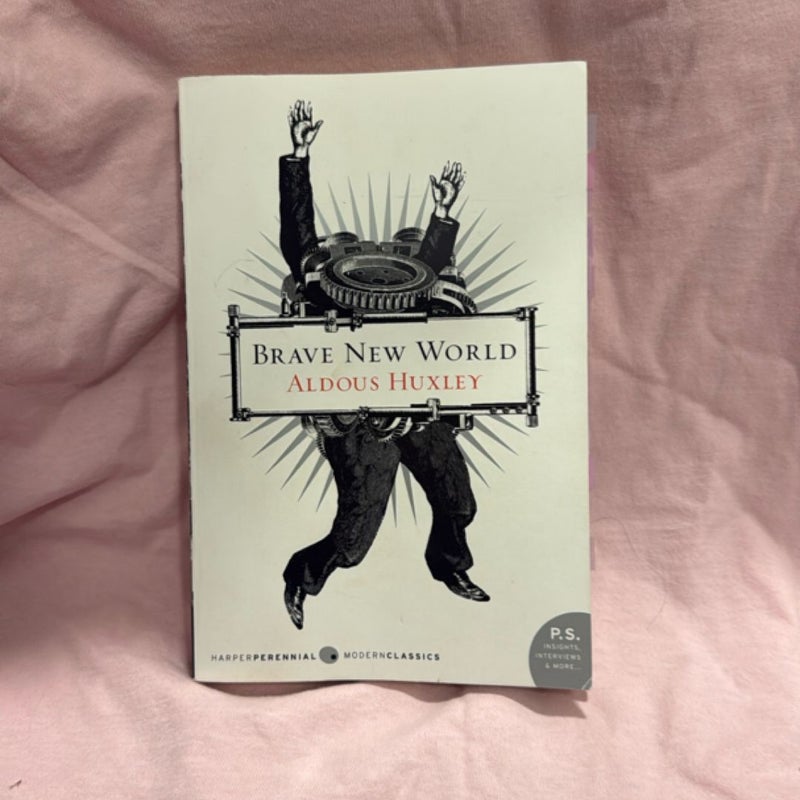 BRAVE NEW WORLD
ALDOUS HUXLEY
P.S.
INSIGHTS,
INTERVIEWS
& MORE...
HARPERPERENNIAL MODERNCLASSICS